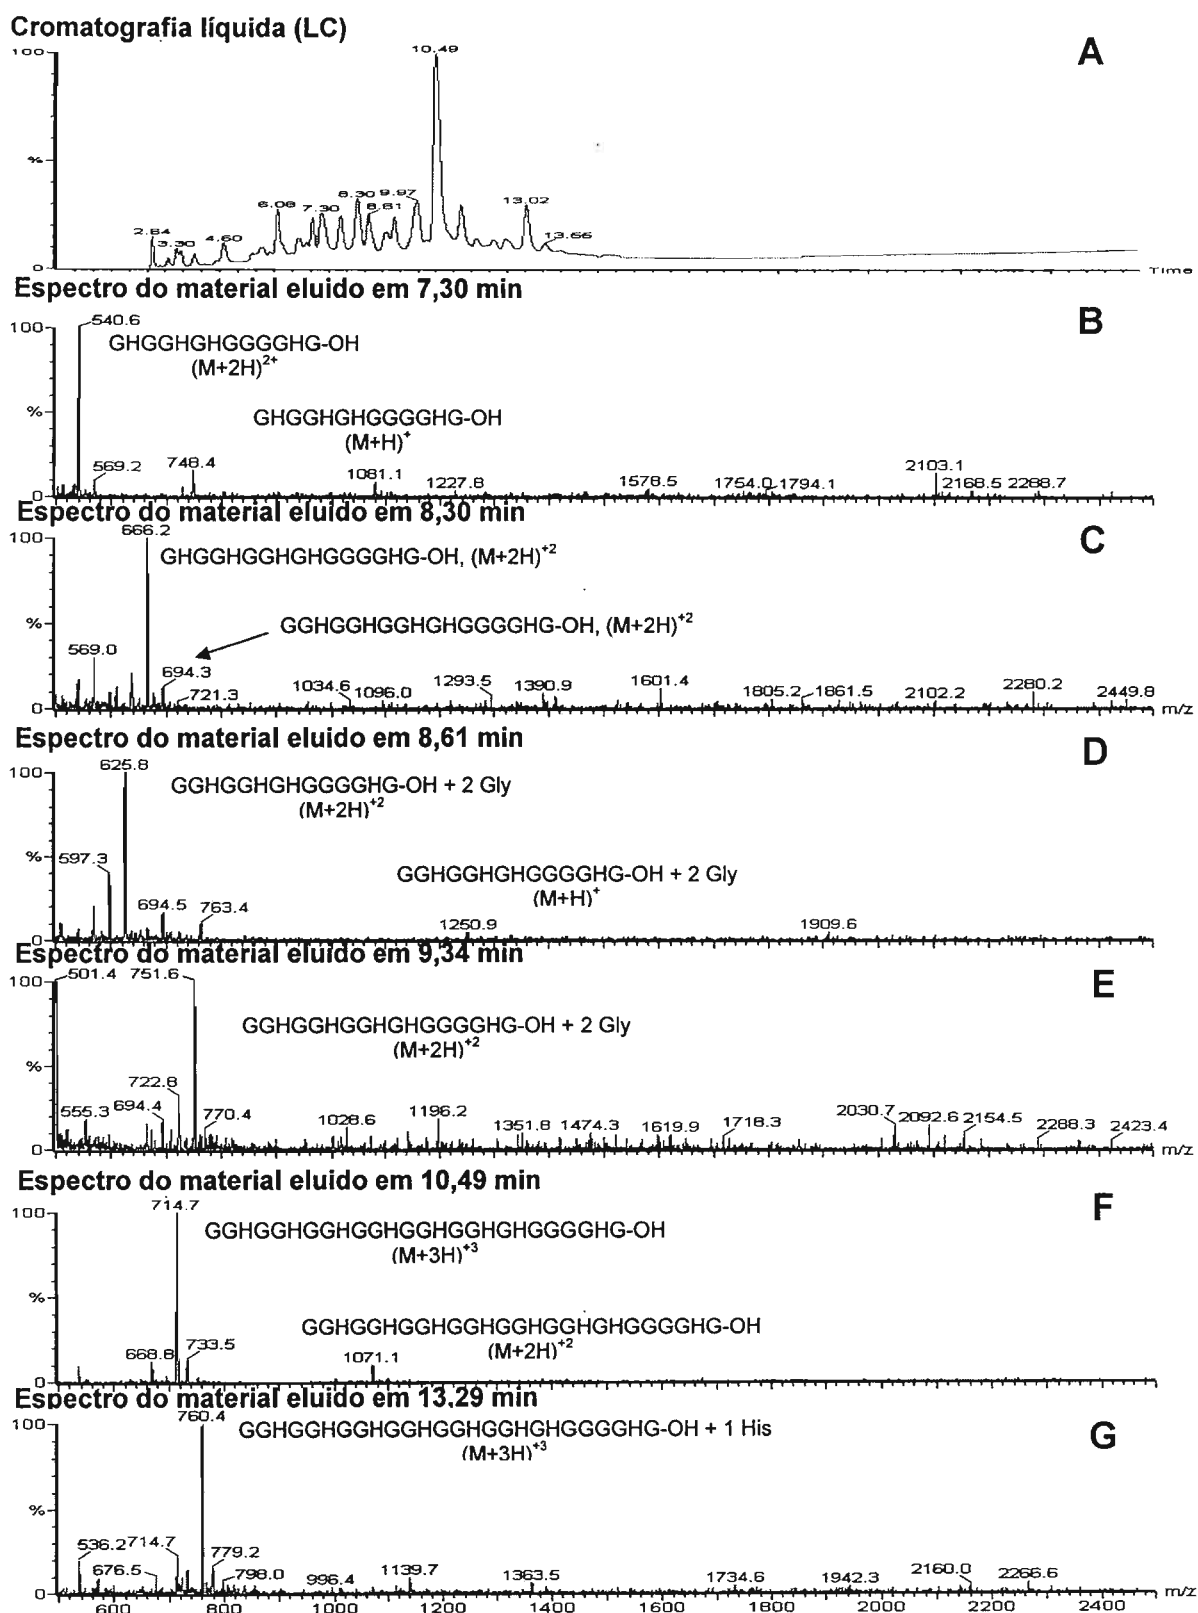 Cromatografia líquida (LC)
A
100
10.49
%
2.84 3.30 4.60 6.06 7.30 8.30 8.61 9.97 13.02 13.66
0
Time
Espectro do material eluido em 7,30 min
B
100
540.6
GHGGHGHGGGGHG-OH
(M+2H)2+
%
GHGGHGHGGGGHG-OH
(M+H)+
569.2 748.4 1081.1 1227.8 1578.5 1754.0 1794.1 2103.1 2168.5 2288.7
0
Espectro do material eluido em 8,30 min
C
100
666.2
GHGGHGGHGHGGGGHG-OH, (M+2H)+2
%
GGHGGHGGHGHGGGGHG-OH, (M+2H)+2
569.0 694.3 721.3 1034.6 1096.0 1293.5 1390.9 1601.4 1805.2 1861.5 2102.2 2280.2 2449.8
0
m/z
Espectro do material eluido em 8,61 min
D
100
625.8
GGHGGHGHGGGGHG-OH + 2 Gly
(M+2H)+2
%
597.3
GGHGGHGHGGGGHG-OH + 2 Gly
(M+H)+
694.5 763.4 1250.9 1909.6
0
Espectro do material eluido em 9,34 min
E
100
501.4 751.6
GGHGGHGGHGHGGGGHG-OH + 2 Gly
(M+2H)+2
%
555.3 694.4 722.8 770.4 1028.6 1196.2 1351.8 1474.3 1619.9 1718.3 2030.7 2092.6 2154.5 2288.3 2423.4
0
m/z
Espectro do material eluido em 10,49 min
F
100
714.7
GGHGGHGGHGGHGGHGGHGHGGGGHG-OH
(M+3H)+3
%
GGHGGHGGHGGHGGHGGHGHGGGGHG-OH
(M+2H)+2
668.8 733.5 1071.1
0
Espectro do material eluido em 13,29 min
G
100
760.4
GGHGGHGGHGGHGGHGGHGHGGGGHG-OH + 1 His
(M+3H)+3
%
536.2 714.7 676.5 779.2 798.0 996.4 1139.7 1363.5 1734.6 1942.3 2160.0 2266.6
0
m/z
600 800 1000 1200 1400 1600 1800 2000 2200 2400